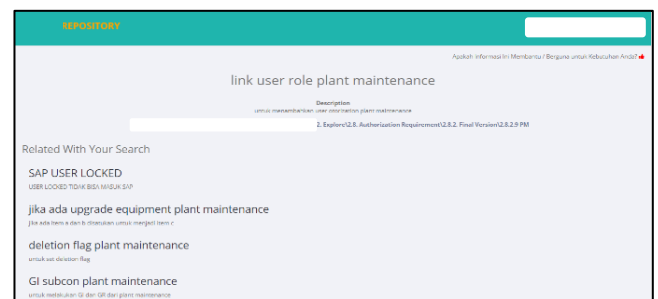 REPOSITORY
Apakah Informasi Ini Membantu / Berguna untuk Kebutuhan Anda?
link user role plant maintenance
Description
untuk menambahkan user otorisation plant maintenance
2. Explore\2.8. Authorization Requirement\2.8.2. Final Version\2.8.2.9 PM
Related With Your Search
SAP USER LOCKED
USER LOCKED TIDAK BISA MASUK SAP
jika ada upgrade equipment plant maintenance
jika ada item a dan b disatukan untuk menjadi item c
deletion flag plant maintenance
untuk set deletion flag
GI subcon plant maintenance
untuk melakukan GI dan GR dari plant maintenance